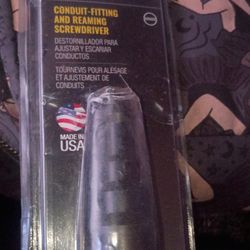 CONDUIT-FITTING
AND REAMING
SCREWDRIVER
DESTORNILLADOR PARA
AJUSTAR Y ESCARIAR
CONDUCTOS
TOURNEVIS POUR ALÉSAGE
ET AJUSTEMENT DE
CONDUITS
MADE IN
USA